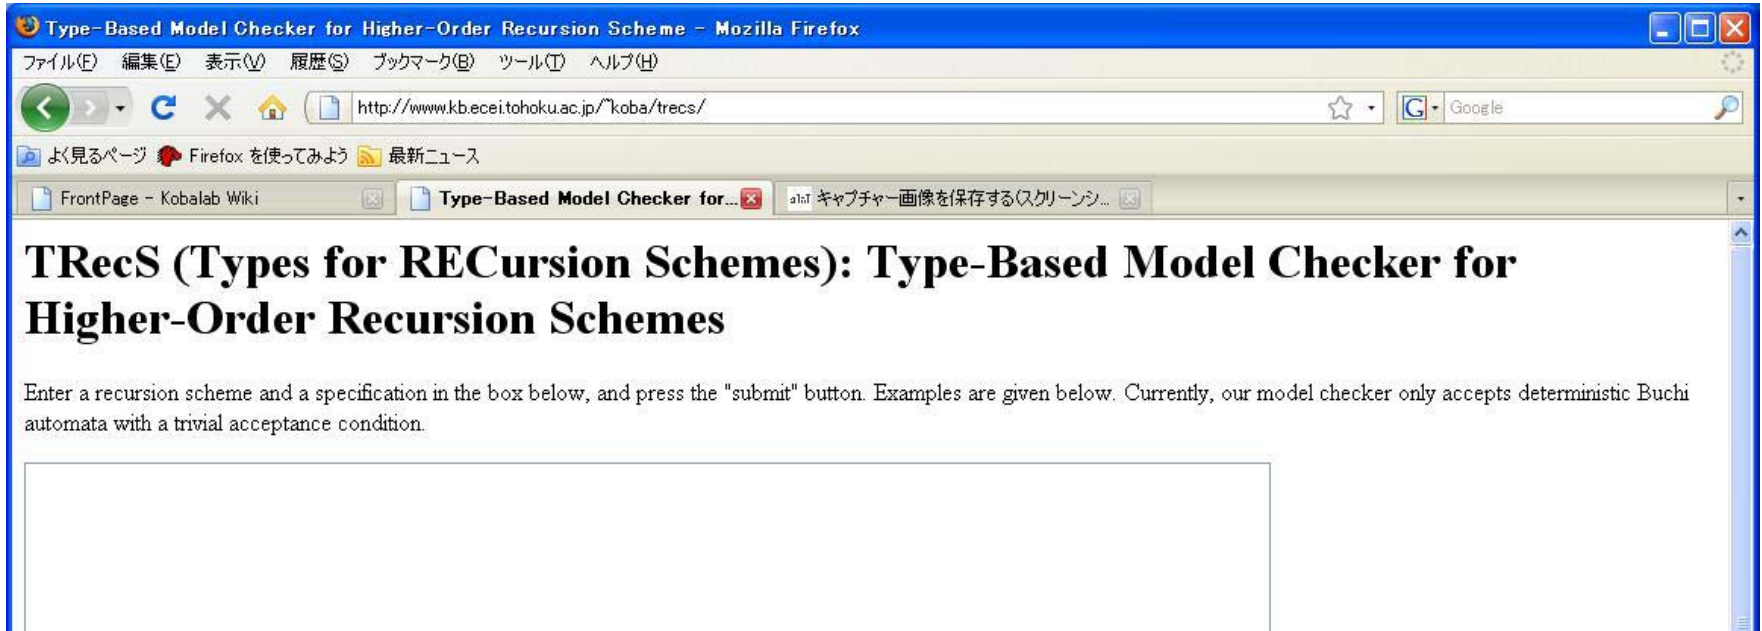 Type-Based Model Checker for Higher-Order Recursion Scheme - Mozilla Firefox
ファイル(F) 編集(E) 表示(V) 履歴(S) ブックマーク(B) ツール(T) ヘルプ(H)
http://www.kb.ecei.tohoku.ac.jp/~koba/trecs/ G Google
よく見るページ Firefox を使ってみよう 最新ニュース
FrontPage - Kobalab Wiki Type-Based Model Checker for... キャプチャー画像を保存する(スクリーンシ...
TRecS (Types for RECursion Schemes): Type-Based Model Checker for
Higher-Order Recursion Schemes
Enter a recursion scheme and a specification in the box below, and press the "submit" button. Examples are given below. Currently, our model checker only accepts deterministic Buchi
automata with a trivial acceptance condition.